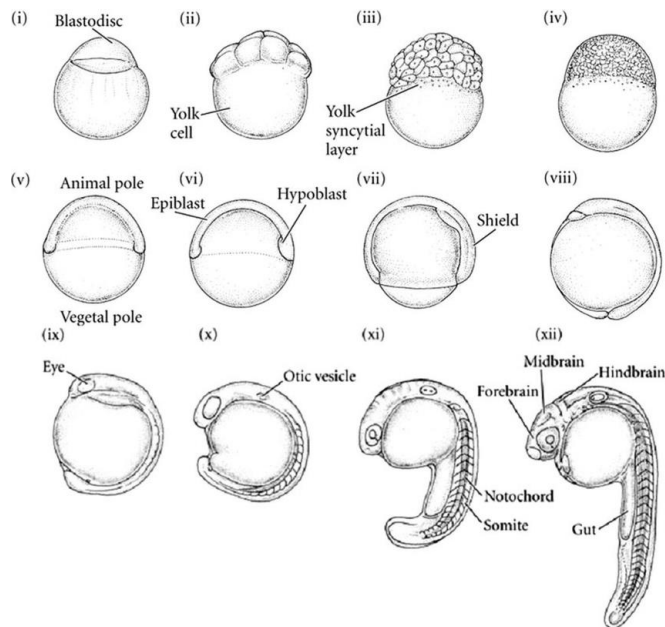 (i)
Blastodisc
(ii)
Yolk
cell
(iii)
Yolk
syncytial
layer
(iv)
(v)
Animal pole
Vegetal pole
(vi)
Epiblast
Hypoblast
(vii)
Shield
(viii)
(ix)
Eye
(x)
Otic vesicle
(xi)
Notochord
Somite
(xii)
Midbrain
Hindbrain
Forebrain
Gut